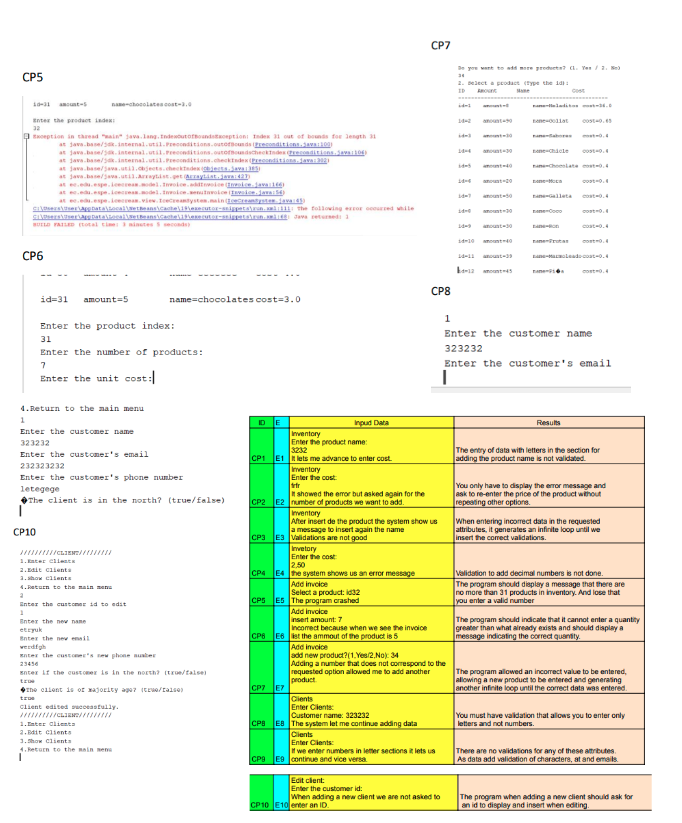 CP5
id=31 amount=5 name=chocolates cost=3.0
Enter the product index:
32
Exception in thread "main" java.lang.IndexOutOfBoundsException: Index 31 out of bounds for length 31
at java.base/jdk.internal.util.Preconditions.outOfBounds(Preconditions.java:100)
at java.base/jdk.internal.util.Preconditions.outOfBoundsCheckIndex(Preconditions.java:106)
at java.base/jdk.internal.util.Preconditions.checkIndex(Preconditions.java:302)
at java.base/java.util.Objects.checkIndex(Objects.java:385)
at java.base/java.util.ArrayList.get(ArrayList.java:427)
at ec.edu.espe.icecream.model.Invoice.addInvoice(Invoice.java:166)
at ec.edu.espe.icecream.model.Invoice.menuInvoice(Invoice.java:56)
at ec.edu.espe.icecream.view.IceCreamSystem.main(IceCreamSystem.java:45)
C:\Users\User\AppData\Local\NetBeans\Cache\19\executor-snippets\run.xml:111: The following error occurred while
C:\Users\User\AppData\Local\NetBeans\Cache\19\executor-snippets\run.xml:68: Java returned: 1
BUILD FAILED (total time: 3 minutes 5 seconds)
CP6
id=31 amount=5 name=chocolates cost=3.0
Enter the product index:
31
Enter the number of products:
7
Enter the unit cost:
CP7
Do you want to add more products? (1. Yes / 2. No)
34
2. Select a product (Type the id):
ID Amount Name Cost
id=1 amount=0 name=Heladitos cost=36.0
id=2 amount=90 name=Goliat cost=0.65
id=3 amount=30 name=Saboreo cost=0.4
id=4 amount=30 name=Chicle cost=0.4
id=5 amount=40 name=Chocolata cost=0.4
id=6 amount=20 name=Mora cost=0.4
id=7 amount=50 name=Galleta cost=0.4
id=8 amount=30 name=Coco cost=0.4
id=9 amount=30 name=Ron cost=0.4
id=10 amount=40 name=Frutas cost=0.4
id=11 amount=39 name=Marmoleado cost=0.4
id=12 amount=45 name=Pi�a cost=0.4
CP8
1
Enter the customer name
323232
Enter the customer's email
4.Return to the main menu
1
Enter the customer name
323232
Enter the customer's email
232323232
Enter the customer's phone number
letegege
�The client is in the north? (true/false)
CP10
//////////CLIENT/////////
1.Enter Clients
2.Edit Clients
3.Show Clients
4.Return to the main menu
2
Enter the customer id to edit
1
Enter the new name
etryuk
Enter the new email
werdfgh
Enter the customer's new phone number
23456
Enter if the customer is in the north? (true/false)
true
�The client is of majority age? (true/false)
true
Client edited successfully.
//////////CLIENT/////////
1.Enter Clients
2.Edit Clients
3.Show Clients
4.Return to the main menu
ID E Inpud Data Results
Inventory
Enter the product name:
3232
CP1 E1 It lets me advance to enter cost.
The entry of data with letters in the section for
adding the product name is not validated.
Inventory
Enter the cost:
frfr
It showed the error but asked again for the
CP2 E2 number of products we want to add.
You only have to display the error message and
ask to re-enter the price of the product without
repeating other options.
Inventory
After insert de the product the system show us
a message to insert again the name
CP3 E3 Validations are not good
When entering incorrect data in the requested
attributes, it generates an infinite loop until we
insert the correct validations.
Invetory
Enter the cost:
2,50
CP4 E4 the system shows us an error message
Validation to add decimal numbers is not done.
Add invoice
Select a product: id32
CP5 E5 The program crashed
The program should display a message that there are
no more than 31 products in inventory. And lose that
you enter a valid number
Add invoice
insert amount: 7
Incorrect because when we see the invoice
CP6 E6 list the ammout of the product is 5
The program should indicate that it cannot enter a quantity
greater than what already exists and should display a
message indicating the correct quantity.
Add invoice
add new product?(1,Yes/2,No): 34
Adding a number that does not correspond to the
requested option allowed me to add another
product.
CP7 E7
The program allowed an incorrect value to be entered,
allowing a new product to be entered and generating
another infinite loop until the correct data was entered.
Clients
Enter Clients:
Customer name: 323232
CP8 E8 The system let me continue adding data
You must have validation that allows you to enter only
letters and not numbers.
Clients
Enter Clients:
If we enter numbers in letter sections it lets us
CP9 E9 continue and vice versa.
There are no validations for any of these attributes.
As data add validation of characters, at and emails.
Edit client:
Enter the customer id:
When adding a new client we are not asked to
CP10 E10 enter an ID.
The program when adding a new client should ask for
an id to display and insert when editing.